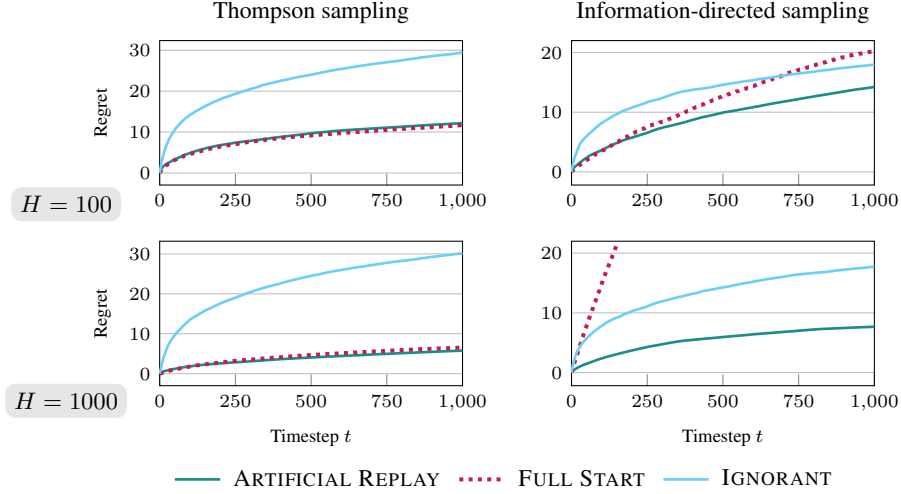 Thompson sampling
Information-directed sampling
Regret
30
20
10
0
0 250 500 750 1,000
20
10
0
0 250 500 750 1,000
H = 100
Regret
30
20
10
0
0 250 500 750 1,000
Timestep t
20
10
0
0 250 500 750 1,000
Timestep t
H = 1000
ARTIFICIAL REPLAY FULL START IGNORANT